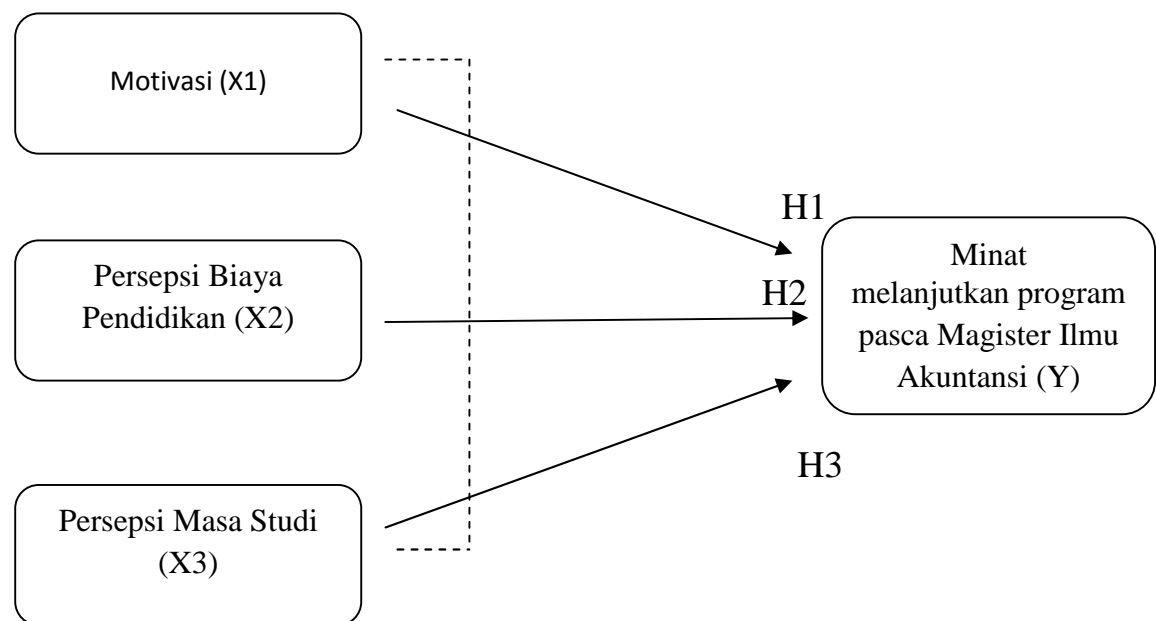 Motivasi (X1)
H1
Persepsi Biaya
Pendidikan (X2)
H2
Minat
melanjutkan program
pasca Magister Ilmu
Akuntansi (Y)
H3
Persepsi Masa Studi
(X3)